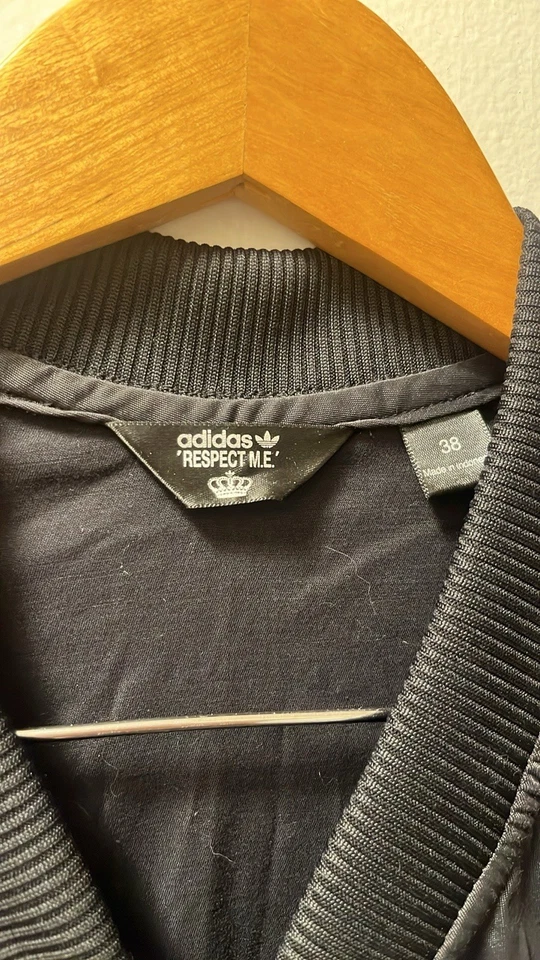 adidas
'RESPECT M.E.'
38
Made in